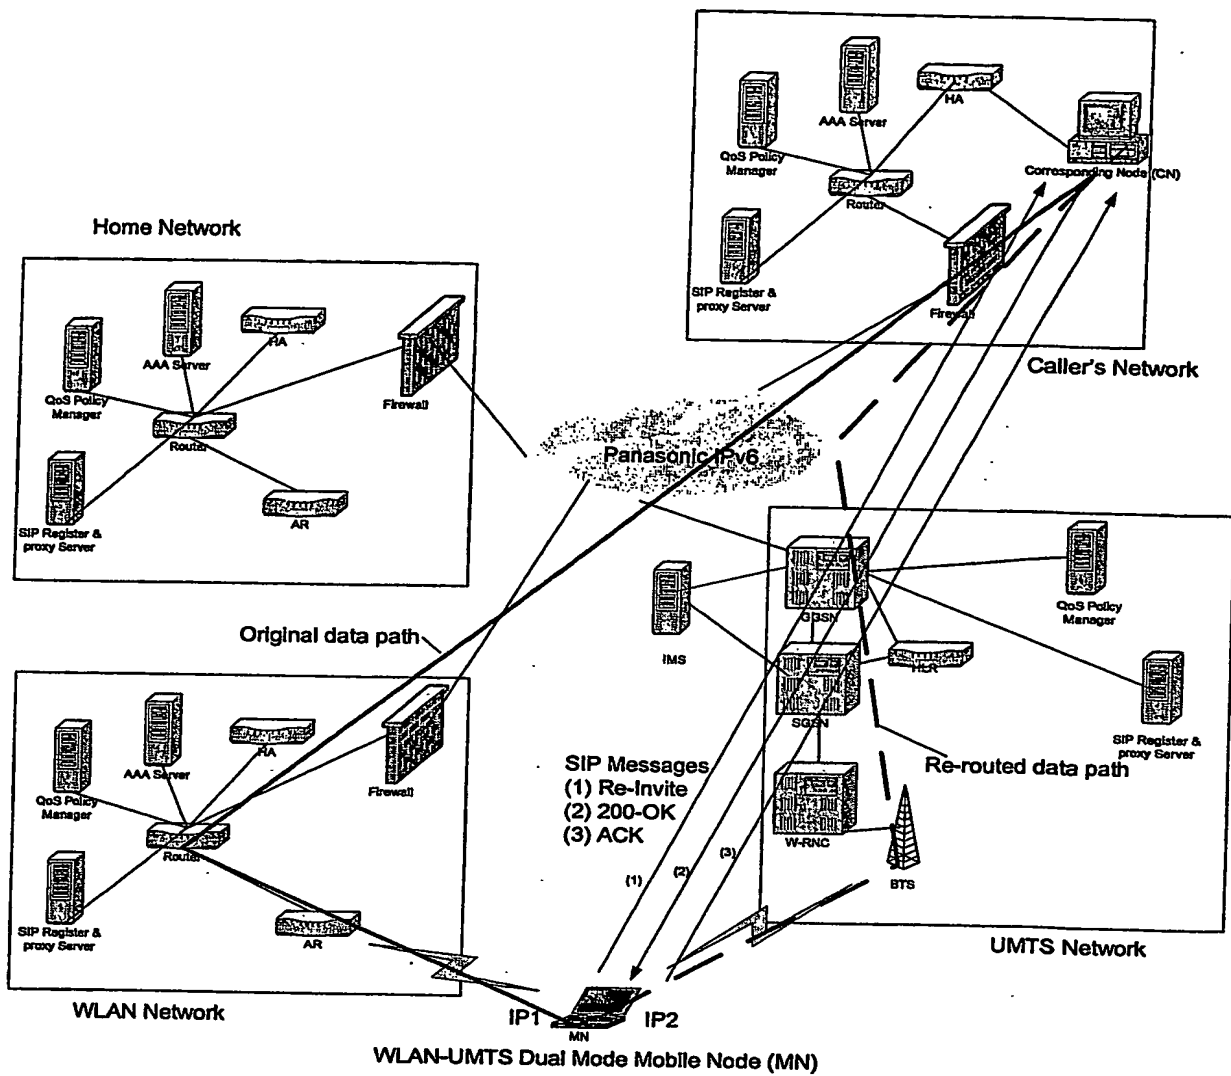 HA
AAA Server
QoS Policy
Manager
Corresponding Node (CN)
Router
SIP Register &
proxy Server
Firewall
Caller's Network
Home Network
HA
AAA Server
QoS Policy
Manager
Firewall
Router
SIP Register &
proxy Server
AR
Panasonic IPv6
GGSN
QoS Policy
Manager
IMS
HLR
SGSN
SIP Register &
proxy Server
Original data path
Re-routed data path
W-RNC
BTS
UMTS Network
SIP Messages
(1) Re-Invite
(2) 200-OK
(3) ACK
(1)
(2)
(3)
HA
AAA Server
QoS Policy
Manager
Firewall
Router
SIP Register &
proxy Server
AR
WLAN Network
IP1
IP2
MN
WLAN-UMTS Dual Mode Mobile Node (MN)